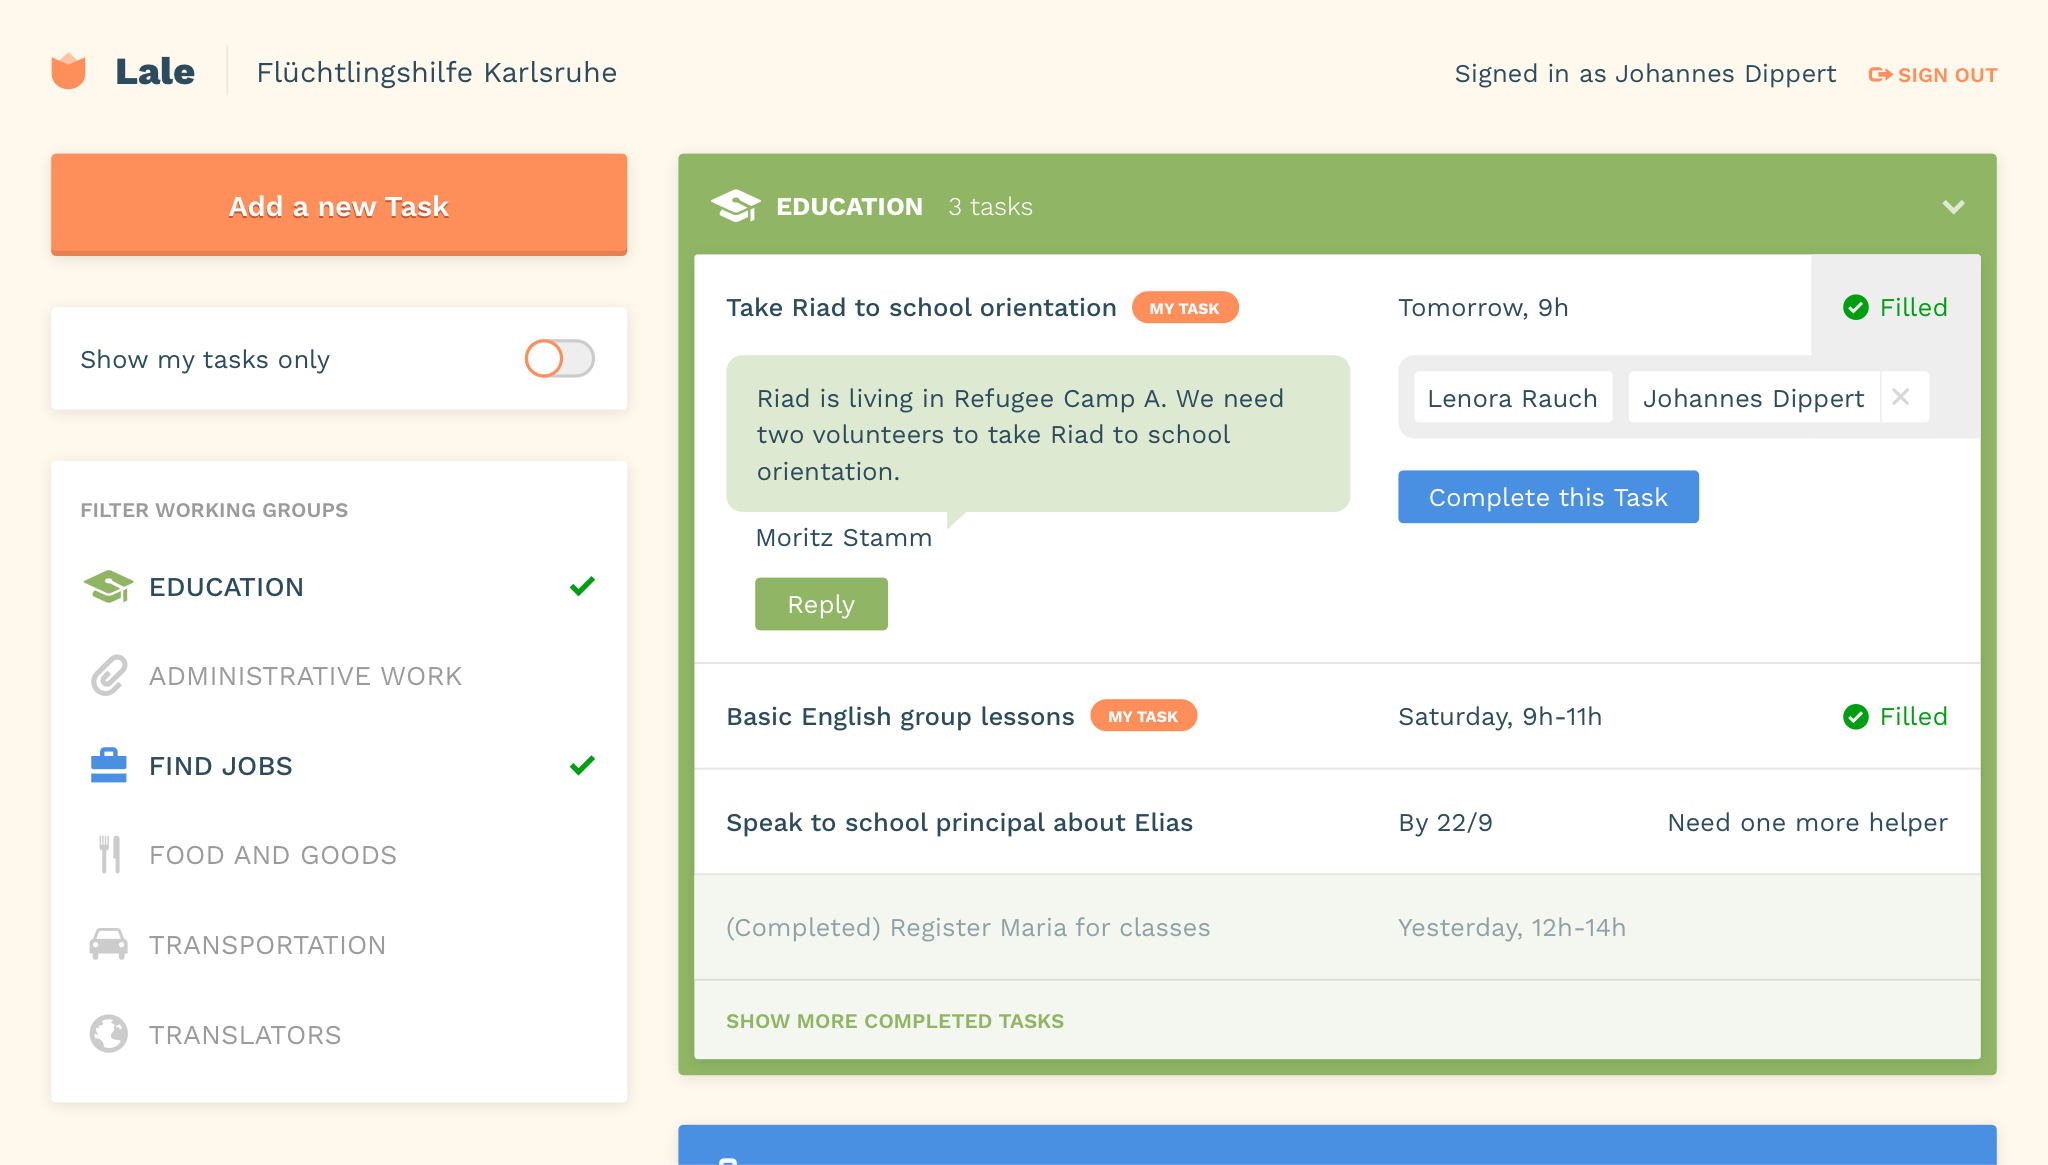 Lale
Flüchtlingshilfe Karlsruhe
Signed in as Johannes Dippert
SIGN OUT
Add a new Task
Show my tasks only
FILTER WORKING GROUPS
EDUCATION
ADMINISTRATIVE WORK
FIND JOBS
FOOD AND GOODS
TRANSPORTATION
TRANSLATORS
EDUCATION 3 tasks
Take Riad to school orientation MY TASK
Tomorrow, 9h
Filled
Riad is living in Refugee Camp A. We need
two volunteers to take Riad to school
orientation.
Moritz Stamm
Reply
Lenora Rauch
Johannes Dippert
Complete this Task
Basic English group lessons MY TASK
Saturday, 9h-11h
Filled
Speak to school principal about Elias
By 22/9
Need one more helper
(Completed) Register Maria for classes
Yesterday, 12h-14h
SHOW MORE COMPLETED TASKS